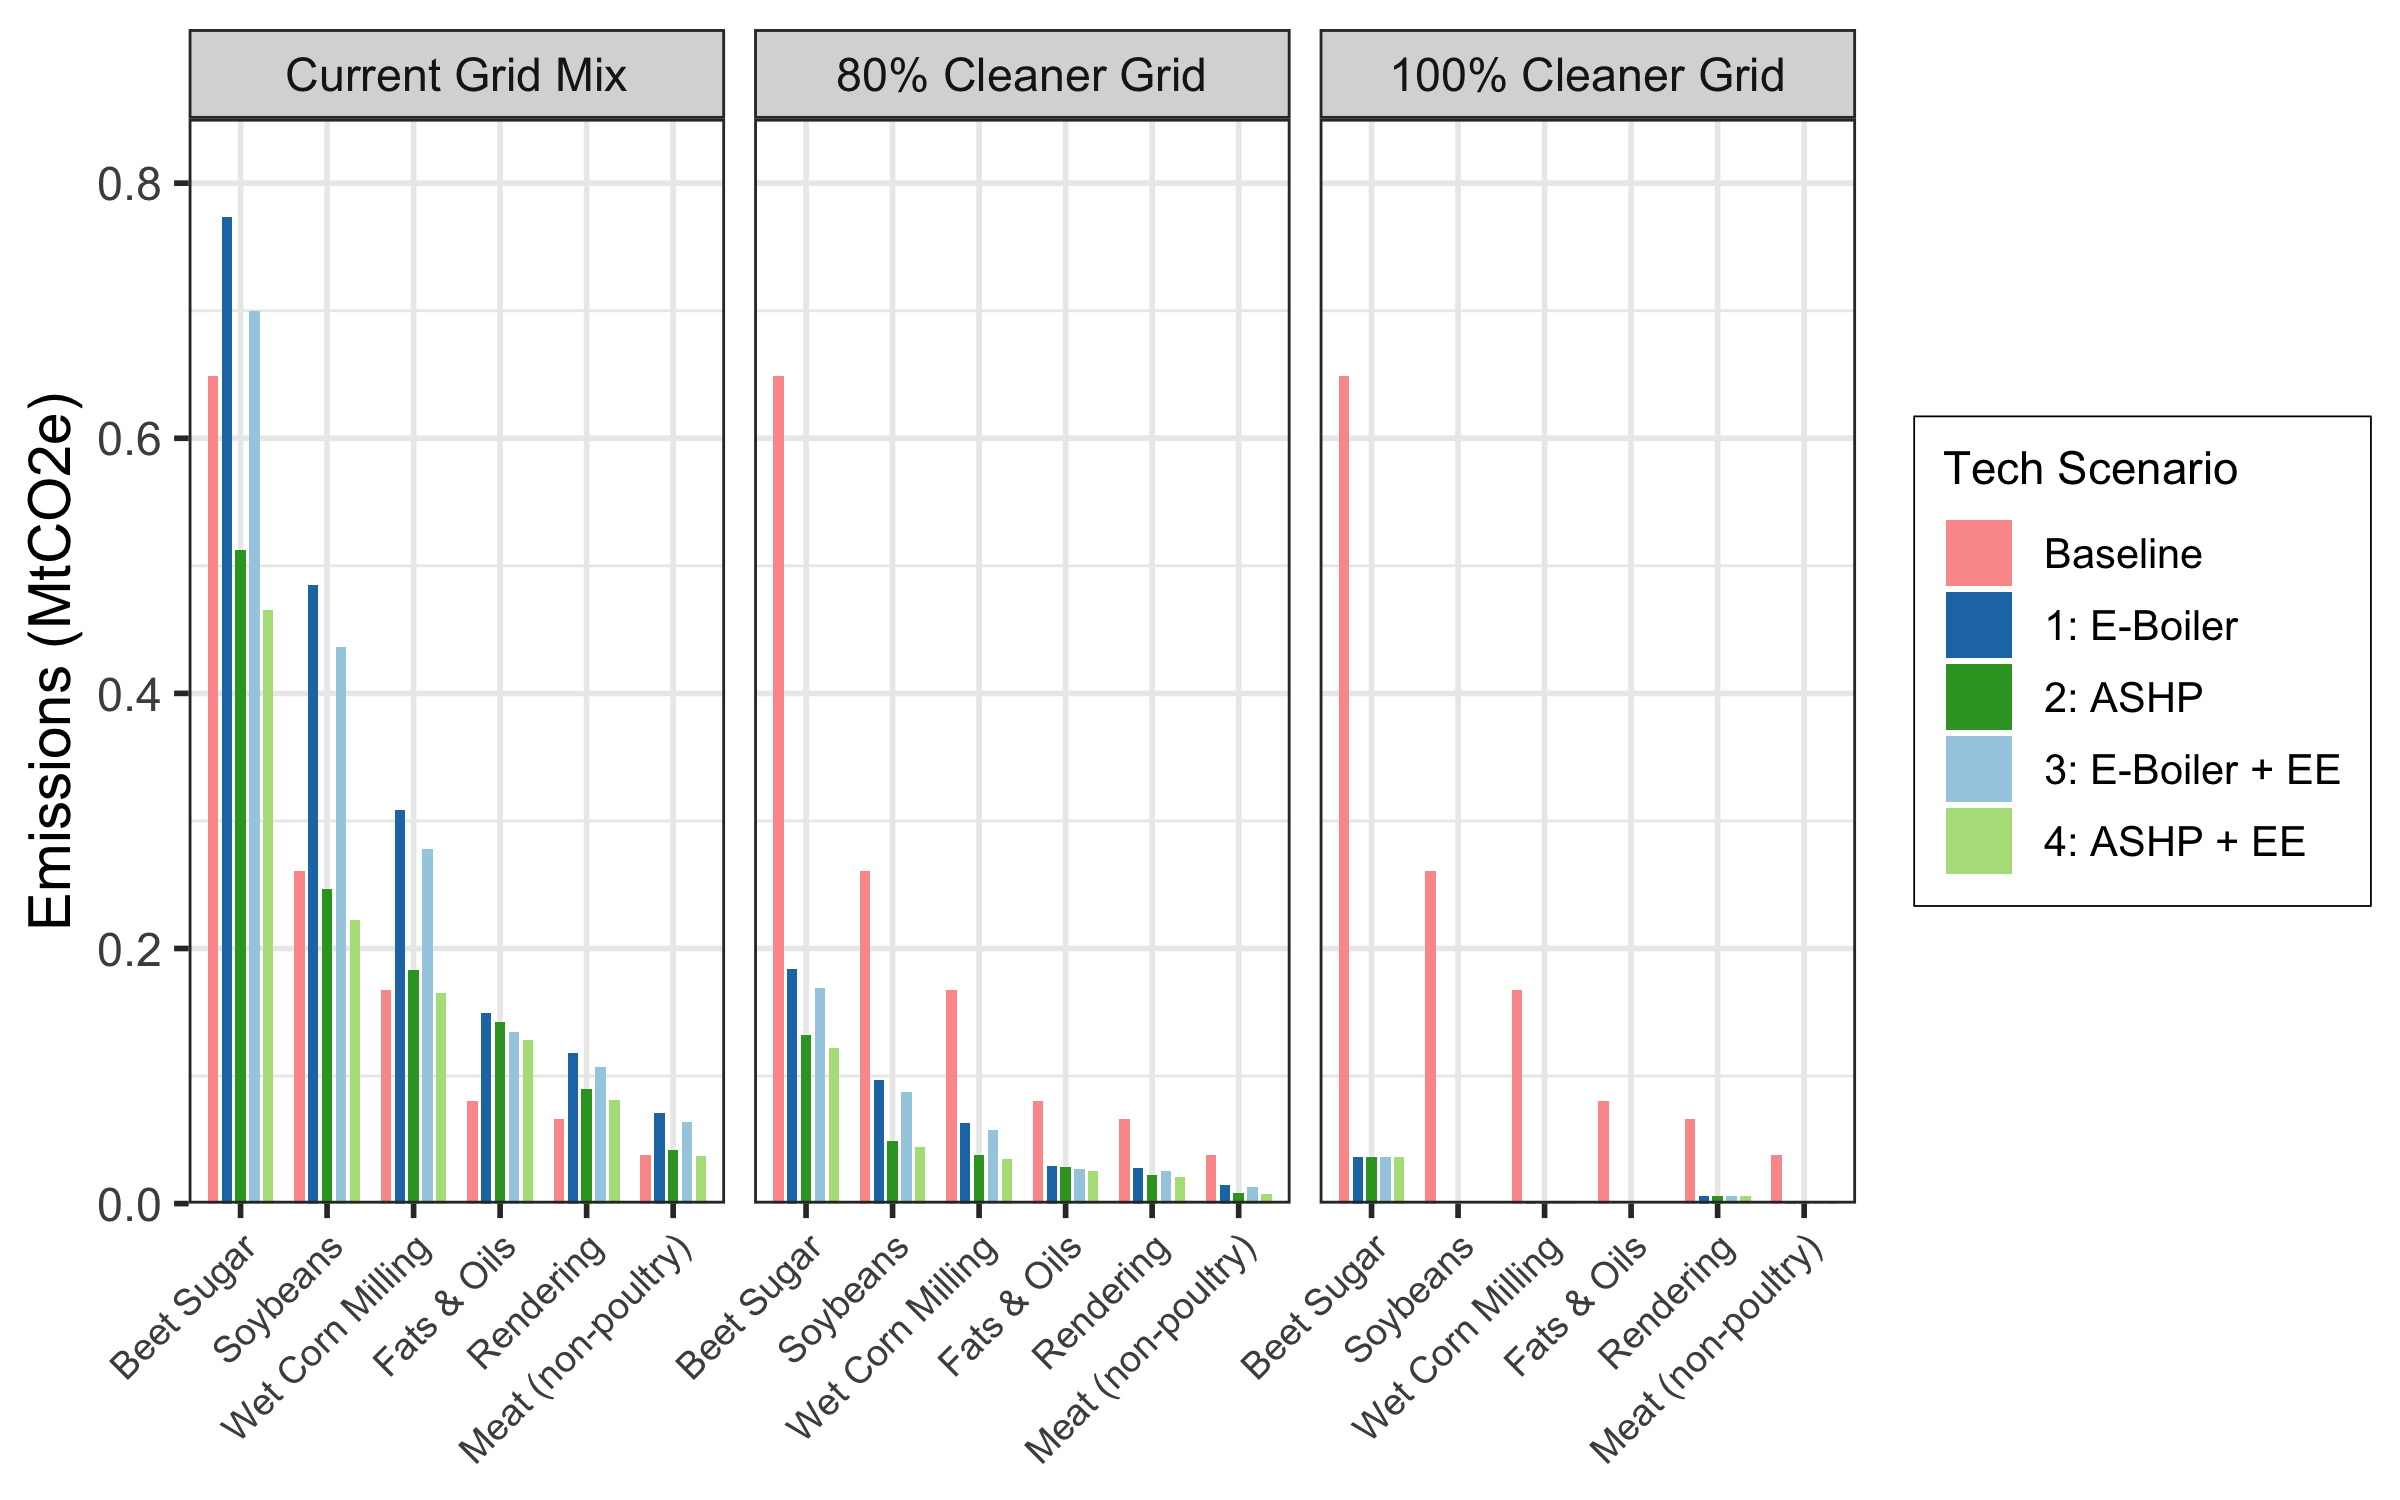 Current Grid Mix
80% Cleaner Grid
100% Cleaner Grid
Emissions (MtCO2e)
0.8
0.6
0.4
0.2
0.0
Beet Sugar
Soybeans
Wet Corn Milling
Fats & Oils
Rendering
Meat (non-poultry)
Beet Sugar
Soybeans
Wet Corn Milling
Fats & Oils
Rendering
Meat (non-poultry)
Beet Sugar
Soybeans
Wet Corn Milling
Fats & Oils
Rendering
Meat (non-poultry)
Tech Scenario
Baseline
1: E-Boiler
2: ASHP
3: E-Boiler + EE
4: ASHP + EE